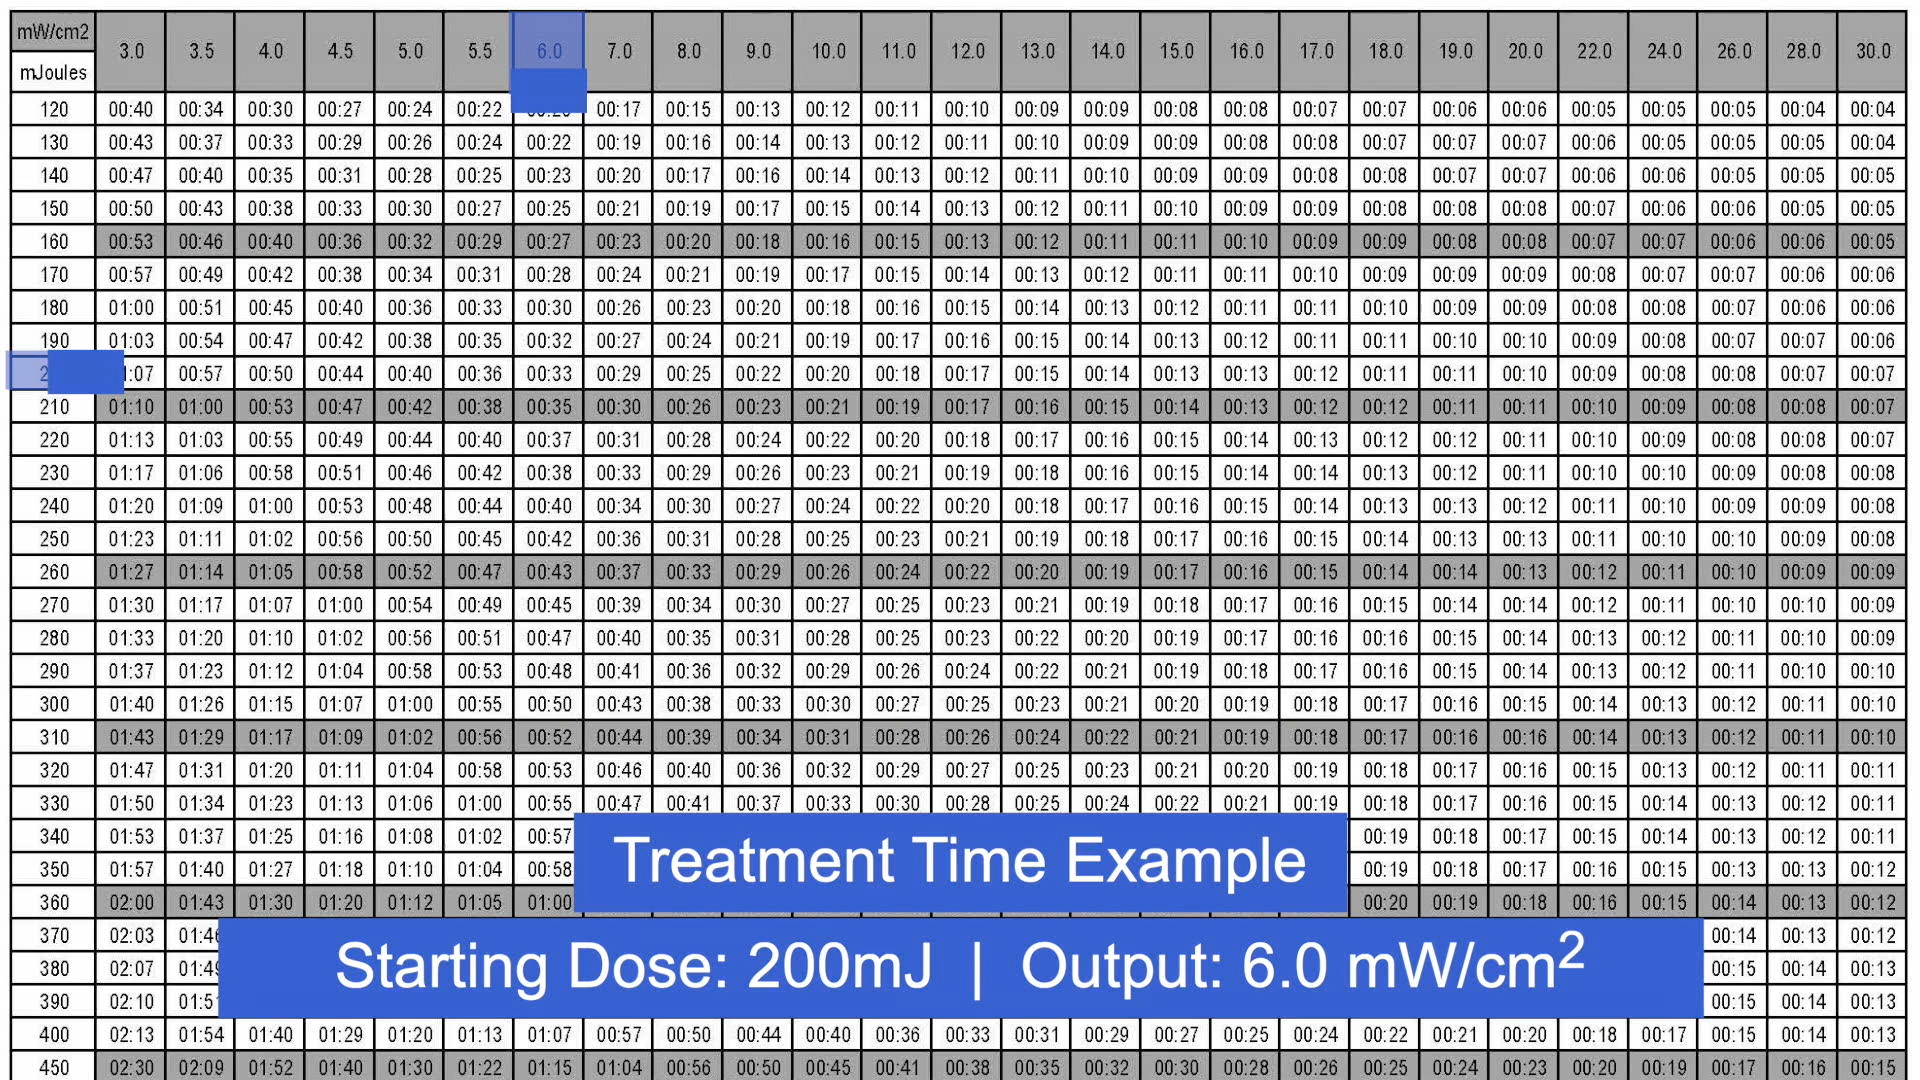 mW/cm2 3.0 3.5 4.0 4.5 5.0 5.5 6.0 7.0 8.0 9.0 10.0 11.0 12.0 13.0 14.0 15.0 16.0 17.0 18.0 19.0 20.0 22.0 24.0 26.0 28.0 30.0
mJoules
120 00:40 00:34 00:30 00:27 00:24 00:22 00:17 00:15 00:13 00:12 00:11 00:10 00:09 00:09 00:08 00:08 00:07 00:07 00:06 00:06 00:05 00:05 00:05 00:04 00:04
130 00:43 00:37 00:33 00:29 00:26 00:24 00:22 00:19 00:16 00:14 00:13 00:12 00:11 00:10 00:09 00:09 00:08 00:08 00:07 00:07 00:07 00:06 00:05 00:05 00:05 00:04
140 00:47 00:40 00:35 00:31 00:28 00:25 00:23 00:20 00:17 00:16 00:14 00:13 00:12 00:11 00:10 00:09 00:09 00:08 00:08 00:07 00:07 00:06 00:06 00:05 00:05 00:05
150 00:50 00:43 00:38 00:33 00:30 00:27 00:25 00:21 00:19 00:17 00:15 00:14 00:13 00:12 00:11 00:10 00:09 00:09 00:08 00:08 00:08 00:07 00:06 00:06 00:05 00:05
160 00:53 00:46 00:40 00:36 00:32 00:29 00:27 00:23 00:20 00:18 00:16 00:15 00:13 00:12 00:11 00:11 00:10 00:09 00:09 00:08 00:08 00:07 00:07 00:06 00:06 00:05
170 00:57 00:49 00:42 00:38 00:34 00:31 00:28 00:24 00:21 00:19 00:17 00:15 00:14 00:13 00:12 00:11 00:11 00:10 00:09 00:09 00:09 00:08 00:07 00:07 00:06 00:06
180 01:00 00:51 00:45 00:40 00:36 00:33 00:30 00:26 00:23 00:20 00:18 00:16 00:15 00:14 00:13 00:12 00:11 00:11 00:10 00:09 00:09 00:08 00:08 00:07 00:06 00:06
190 01:03 00:54 00:47 00:42 00:38 00:35 00:32 00:27 00:24 00:21 00:19 00:17 00:16 00:15 00:14 00:13 00:12 00:11 00:11 00:10 00:10 00:09 00:08 00:07 00:07 00:06
00:57 00:50 00:44 00:40 00:36 00:33 00:29 00:25 00:22 00:20 00:18 00:17 00:15 00:14 00:13 00:13 00:12 00:11 00:11 00:10 00:09 00:08 00:08 00:07 00:07
210 01:10 01:00 00:53 00:47 00:42 00:38 00:35 00:30 00:26 00:23 00:21 00:19 00:17 00:16 00:15 00:14 00:13 00:12 00:12 00:11 00:11 00:10 00:09 00:08 00:08 00:07
220 01:13 01:03 00:55 00:49 00:44 00:40 00:37 00:31 00:28 00:24 00:22 00:20 00:18 00:17 00:16 00:15 00:14 00:13 00:12 00:12 00:11 00:10 00:09 00:08 00:08 00:07
230 01:17 01:06 00:58 00:51 00:46 00:42 00:38 00:33 00:29 00:26 00:23 00:21 00:19 00:18 00:16 00:15 00:14 00:14 00:13 00:12 00:11 00:10 00:10 00:09 00:08 00:08
240 01:20 01:09 01:00 00:53 00:48 00:44 00:40 00:34 00:30 00:27 00:24 00:22 00:20 00:18 00:17 00:16 00:15 00:14 00:13 00:13 00:12 00:11 00:10 00:09 00:09 00:08
250 01:23 01:11 01:02 00:56 00:50 00:45 00:42 00:36 00:31 00:28 00:25 00:23 00:21 00:19 00:18 00:17 00:16 00:15 00:14 00:13 00:13 00:11 00:10 00:10 00:09 00:08
260 01:27 01:14 01:05 00:58 00:52 00:47 00:43 00:37 00:33 00:29 00:26 00:24 00:22 00:20 00:19 00:17 00:16 00:15 00:14 00:14 00:13 00:12 00:11 00:10 00:09 00:09
270 01:30 01:17 01:07 01:00 00:54 00:49 00:45 00:39 00:34 00:30 00:27 00:25 00:23 00:21 00:19 00:18 00:17 00:16 00:15 00:14 00:14 00:12 00:11 00:10 00:10 00:09
280 01:33 01:20 01:10 01:02 00:56 00:51 00:47 00:40 00:35 00:31 00:28 00:25 00:23 00:22 00:20 00:19 00:17 00:16 00:16 00:15 00:14 00:13 00:12 00:11 00:10 00:09
290 01:37 01:23 01:12 01:04 00:58 00:53 00:48 00:41 00:36 00:32 00:29 00:26 00:24 00:22 00:21 00:19 00:18 00:17 00:16 00:15 00:14 00:13 00:12 00:11 00:10 00:10
300 01:40 01:26 01:15 01:07 01:00 00:55 00:50 00:43 00:38 00:33 00:30 00:27 00:25 00:23 00:21 00:20 00:19 00:18 00:17 00:16 00:15 00:14 00:13 00:12 00:11 00:10
310 01:43 01:29 01:17 01:09 01:02 00:56 00:52 00:44 00:39 00:34 00:31 00:28 00:26 00:24 00:22 00:21 00:19 00:18 00:17 00:16 00:16 00:14 00:13 00:12 00:11 00:10
320 01:47 01:31 01:20 01:11 01:04 00:58 00:53 00:46 00:40 00:36 00:32 00:29 00:27 00:25 00:23 00:21 00:20 00:19 00:18 00:17 00:16 00:15 00:13 00:12 00:11 00:11
330 01:50 01:34 01:23 01:13 01:06 01:00 00:55 00:47 00:41 00:37 00:33 00:30 00:28 00:25 00:24 00:22 00:21 00:19 00:18 00:17 00:16 00:15 00:14 00:13 00:12 00:11
340 01:53 01:37 01:25 01:16 01:08 01:02 00:57 00:19 00:18 00:17 00:15 00:14 00:13 00:12 00:11
350 01:57 01:40 01:27 01:18 01:10 01:04 00:58 00:19 00:18 00:17 00:16 00:15 00:13 00:13 00:12
Treatment Time Example
360 02:00 01:43 01:30 01:20 01:12 01:05 01:00 00:20 00:19 00:18 00:16 00:15 00:14 00:13 00:12
370 02:03 00:14 00:13 00:12
380 02:07 00:15 00:14 00:13
Starting Dose: 200mJ | Output: 6.0 mW/cm²
390 02:10 00:15 00:14 00:13
400 02:13 01:54 01:40 01:29 01:20 01:13 01:07 00:57 00:50 00:44 00:40 00:36 00:33 00:31 00:29 00:27 00:25 00:24 00:22 00:21 00:20 00:18 00:17 00:15 00:14 00:13
450 02:30 02:09 01:52 01:40 01:30 01:22 01:15 01:04 00:56 00:50 00:45 00:41 00:38 00:35 00:32 00:30 00:28 00:26 00:25 00:24 00:23 00:20 00:19 00:17 00:16 00:15